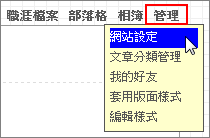 職涯檔案 部落格 相簿 管理
網站設定
文章分類管理
我的好友
套用版面樣式
編輯樣式